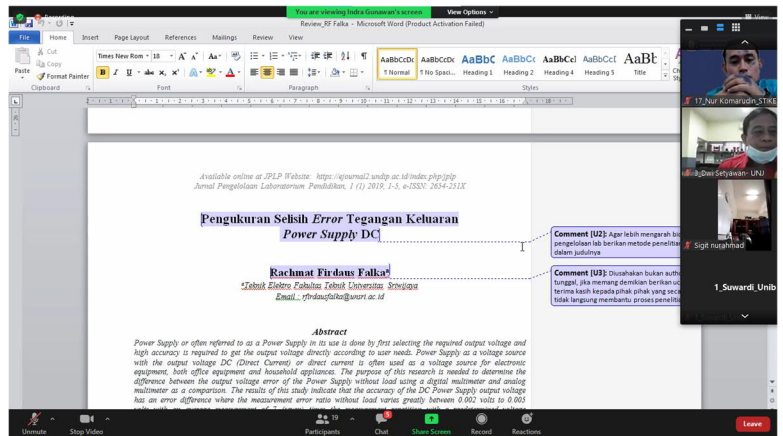 You are viewing Indra Gunawan's screen
View Options
Recording
View
Review_RF Falka - Microsoft Word (Product Activation Failed)
File
Home
Insert
Page Layout
References
Mailings
Review
View
Cut
Copy
Format Painter
Paste
Clipboard
Times New Rom
18
Font
Paragraph
AaBbCcDc
¶ Normal
AaBbCcDc
¶ No Spaci...
AaBbC
Heading 1
AaBbCc
Heading 2
AaBbCcl
Heading 4
AaBbCcI
Heading 5
AaBt
Title
Styles
Available online at JPLP Website: https://ejournal2.undip.ac.id/index.php/jplp
Jurnal Pengelolaan Laboratorium Pendidikan, 1 (1) 2019, 1-5, e-ISSN: 2654-251X
Pengukuran Selisih Error Tegangan Keluaran
Power Supply DC
Rachmat Firdaus Falkaª
ªTeknik Elektro Fakultas Teknik Universitas Sriwijaya
Email : rfirdausfalka@unsri.ac.id
Abstract
Power Supply or often referred to as a Power Supply in its use is done by first selecting the required output voltage and
high accuracy is required to get the output voltage directly according to user needs. Power Supply as a voltage source
with the output voltage DC (Direct Current) or direct current is often used as a voltage source for electronic
equipment, both office equipment and household appliances. The purpose of this research is needed to determine the
difference between the output voltage error of the Power Supply without load using a digital multimeter and analog
multimeter as a comparison. The results of this study indicate that the accuracy of the DC Power Supply output voltage
has an error difference where the measurement error ratio without load varies greatly between 0.002 volts to 0.005
Comment [U2]: Agar lebih mengarah bid
pengelolaan lab berikan metode penelitia
dalam judulnya
Comment [U3]: Diusahakan bukan autho
tunggal, jika memang demikian berikan uc
terima kasih kepada pihak pihak yang seca
tidak langsung membantu proses penelitia
17_Nur Komarudin_STIKE
3_Dwi Setyawan- UNJ
Sigit nurahmad
1_Suwardi_Unib
Unmute
Stop Video
19
Participants
5
Chat
Share Screen
Record
Reactions
Leave